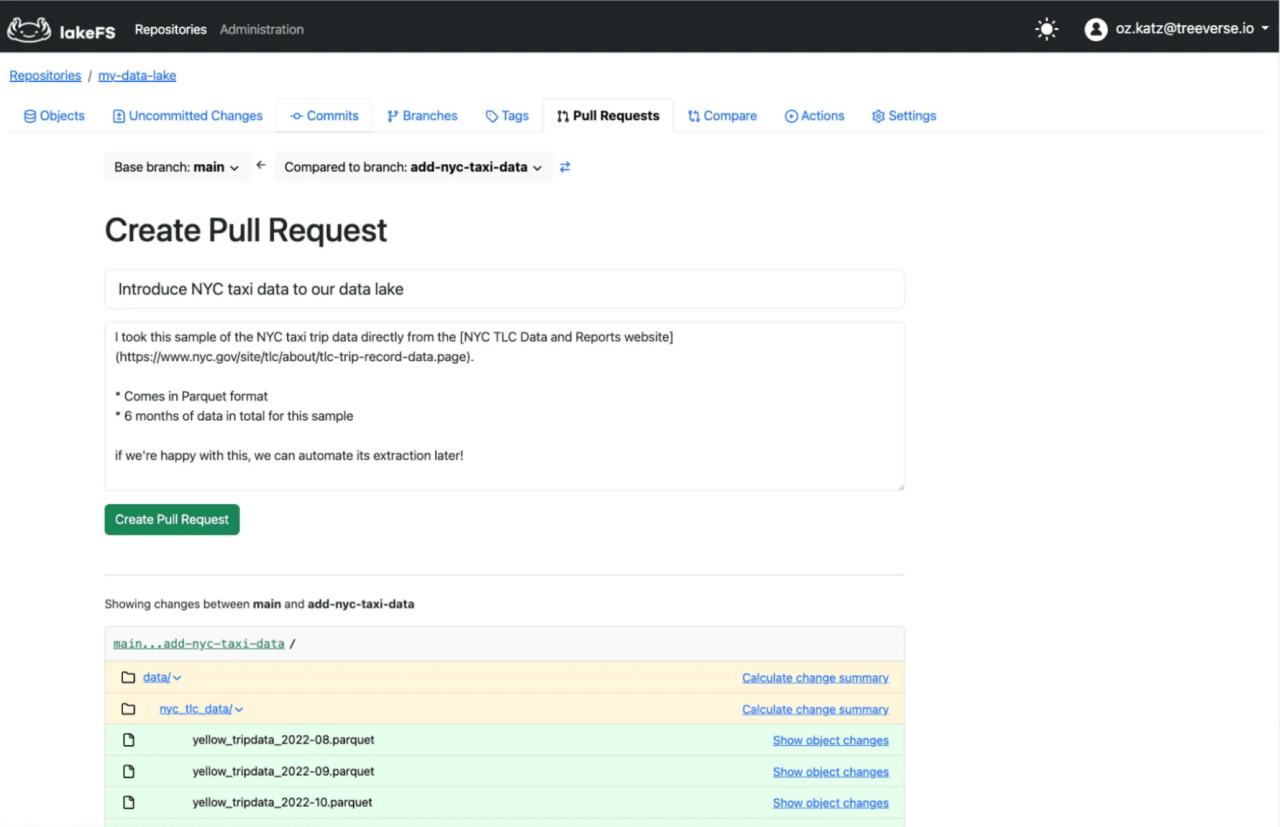 lakeFS Repositories Administration oz.katz@treeverse.io
Repositories / my-data-lake
Objects Uncommitted Changes Commits Branches Tags Pull Requests Compare Actions Settings
Base branch: main ← Compared to branch: add-nyc-taxi-data
Create Pull Request
Introduce NYC taxi data to our data lake
I took this sample of the NYC taxi trip data directly from the [NYC TLC Data and Reports website]
(https://www.nyc.gov/site/tlc/about/tlc-trip-record-data.page).
* Comes in Parquet format
* 6 months of data in total for this sample
if we're happy with this, we can automate its extraction later!
Create Pull Request
Showing changes between main and add-nyc-taxi-data
main...add-nyc-taxi-data /
data/ Calculate change summary
nyc_tlc_data/ Calculate change summary
yellow_tripdata_2022-08.parquet Show object changes
yellow_tripdata_2022-09.parquet Show object changes
yellow_tripdata_2022-10.parquet Show object changes